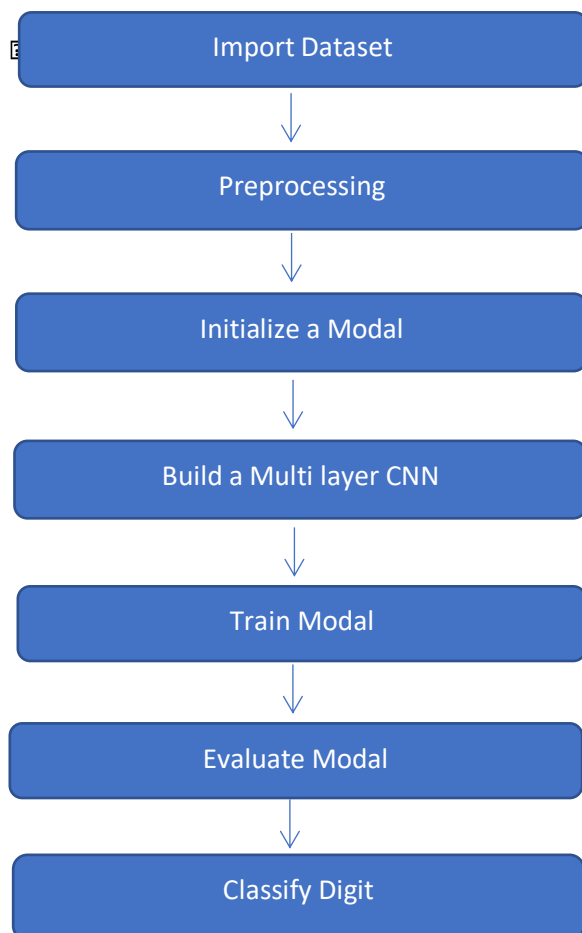 Import Dataset
Preprocessing
Initialize a Modal
Build a Multi layer CNN
Train Modal
Evaluate Modal
Classify Digit